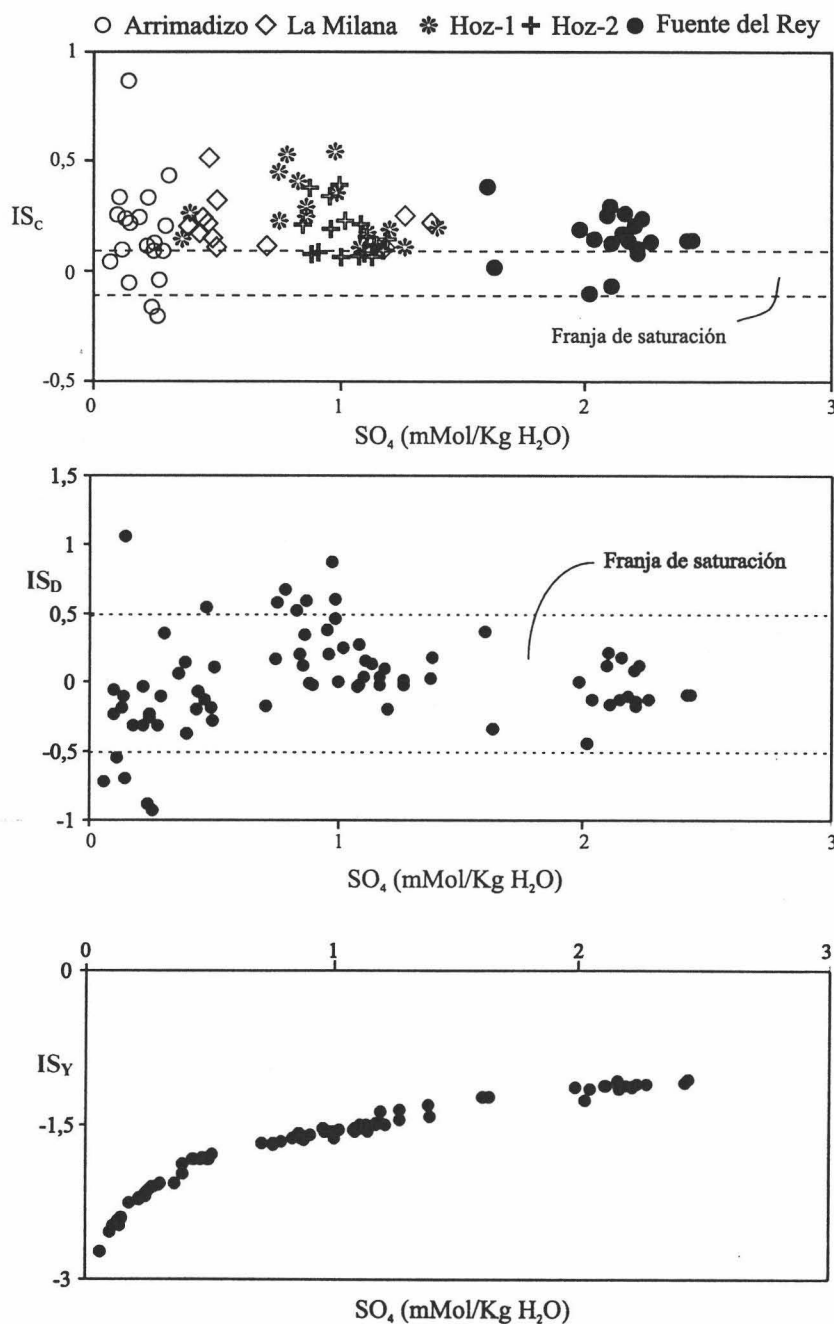 Arrimadizo La Milana Hoz-1 Hoz-2 Fuente del Rey
1
0,5
IS_C
0
Franja de saturación
-0,5
0 1 2 3
SO₄ (mMol/Kg H₂O)
1,5
1
Franja de saturación
IS_D
0,5
0
-0,5
-1
0 1 2 3
SO₄ (mMol/Kg H₂O)
0 1 2 3
0
IS_Y
-1,5
-3
SO₄ (mMol/Kg H₂O)